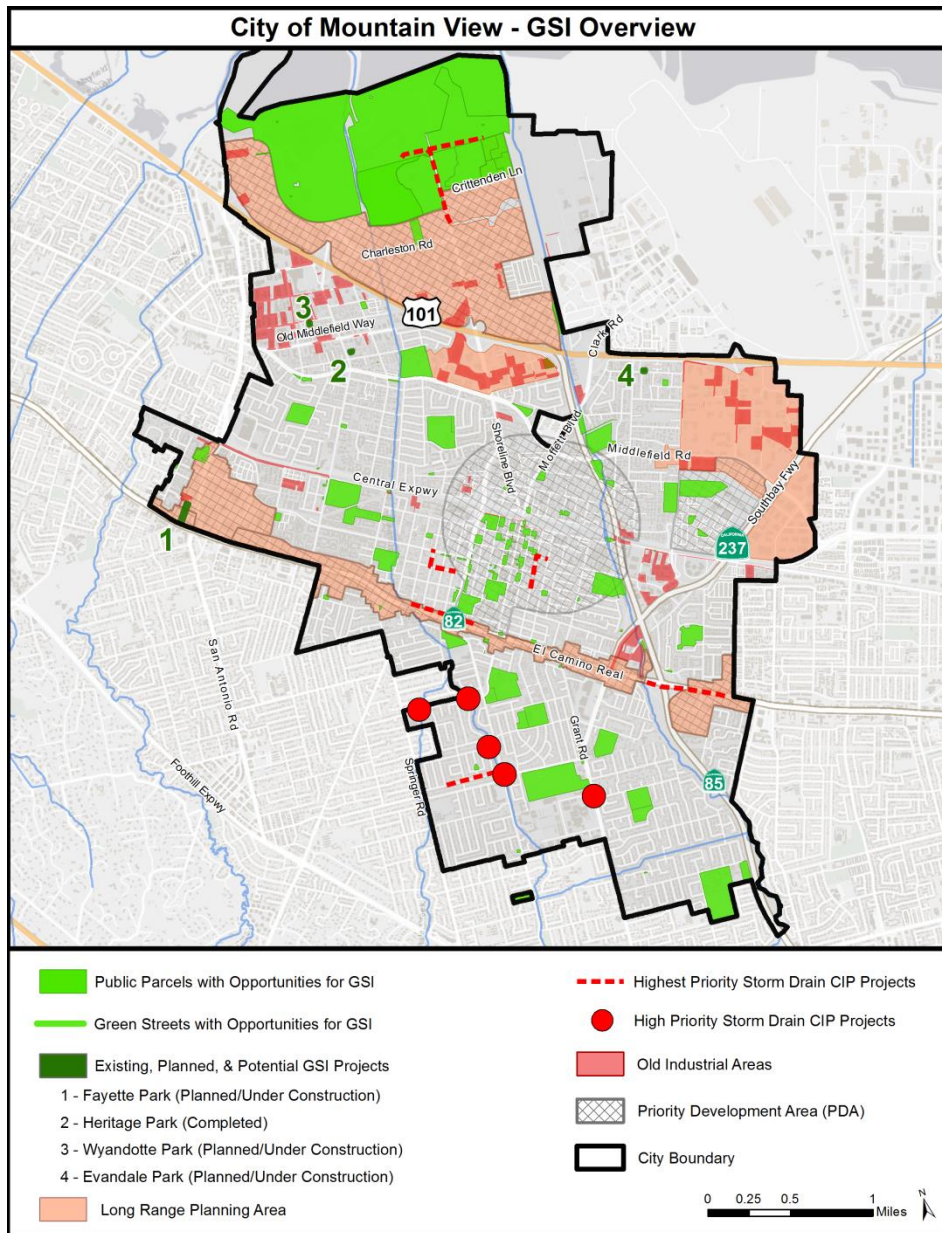 City of Mountain View - GSI Overview
Crittenden Ln
Charleston Rd
101
3
Old Middlefield Way
Clark Rd
2
4
Shoreline Blvd
Moffett Blvd
Middlefield Rd
Central Expwy
Southbay Fwy
CALIFORNIA
237
1
82
El Camino Real
San Antonio Rd
Grant Rd
Springer Rd
Foothill Expwy
85
Public Parcels with Opportunities for GSI
Green Streets with Opportunities for GSI
Existing, Planned, & Potential GSI Projects
1 - Fayette Park (Planned/Under Construction)
2 - Heritage Park (Completed)
3 - Wyandotte Park (Planned/Under Construction)
4 - Evandale Park (Planned/Under Construction)
Long Range Planning Area
Highest Priority Storm Drain CIP Projects
High Priority Storm Drain CIP Projects
Old Industrial Areas
Priority Development Area (PDA)
City Boundary
0 0.25 0.5 1
Miles
N